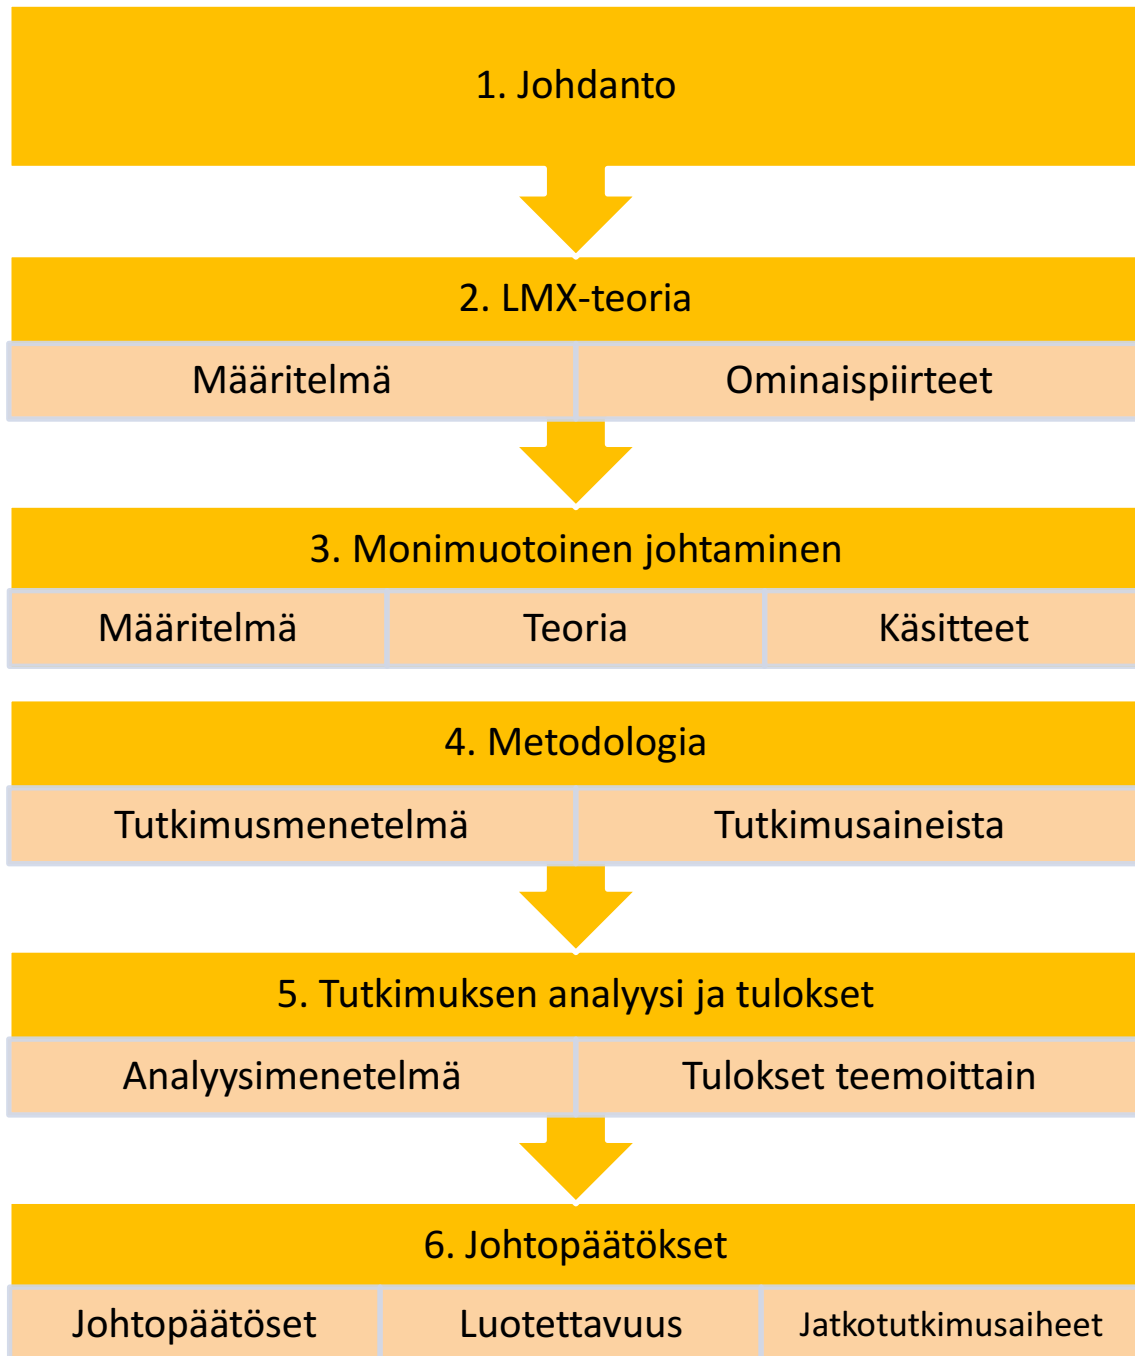 1. Johdanto
2. LMX-teoria
Määritelmä
Ominaispiirteet
3. Monimuotoinen johtaminen
Määritelmä
Teoria
Käsitteet
4. Metodologia
Tutkimusmenetelmä
Tutkimusaineista
5. Tutkimuksen analyysi ja tulokset
Analyysimenetelmä
Tulokset teemoittain
6. Johtopäätökset
Johtopäätöset
Luotettavuus
Jatkotutkimusaiheet